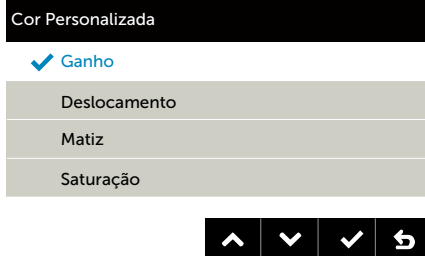 Cor Personalizada
Ganho
Deslocamento
Matiz
Saturação